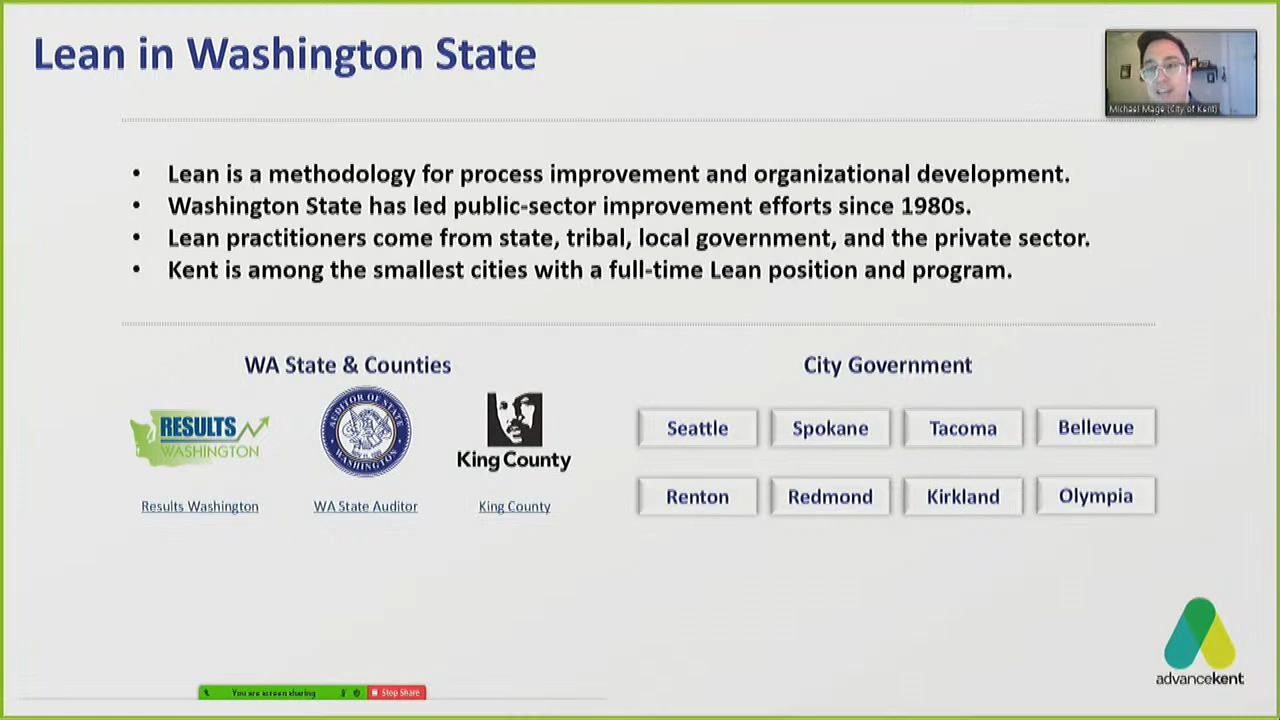 Lean in Washington State
Michael Mage (City of Kent)
• Lean is a methodology for process improvement and organizational development.
• Washington State has led public-sector improvement efforts since 1980s.
• Lean practitioners come from state, tribal, local government, and the private sector.
• Kent is among the smallest cities with a full-time Lean position and program.
WA State & Counties
City Government
RESULTS
WASHINGTON
AUDITOR OF STATE
WASHINGTON
King County
Seattle
Spokane
Tacoma
Bellevue
Renton
Redmond
Kirkland
Olympia
Results Washington
WA State Auditor
King County
advancekent
You are screen sharing
Stop Share